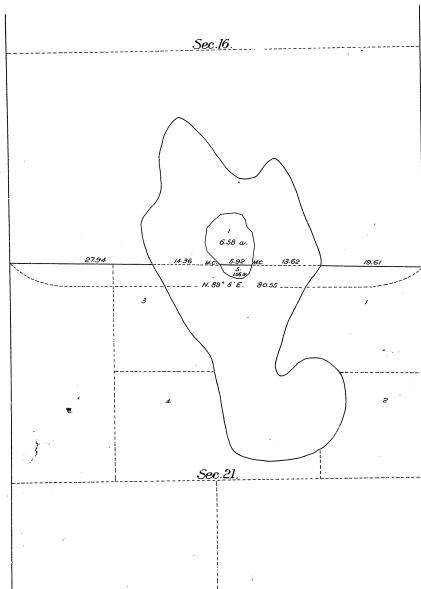 Sec. 16.
1
6.58 a.
27.94 14.36 M.C. 5.92 M.C. 13.62 19.61
5
N. 89° 5' E. 80.55
3 1
4 2
Sec. 21